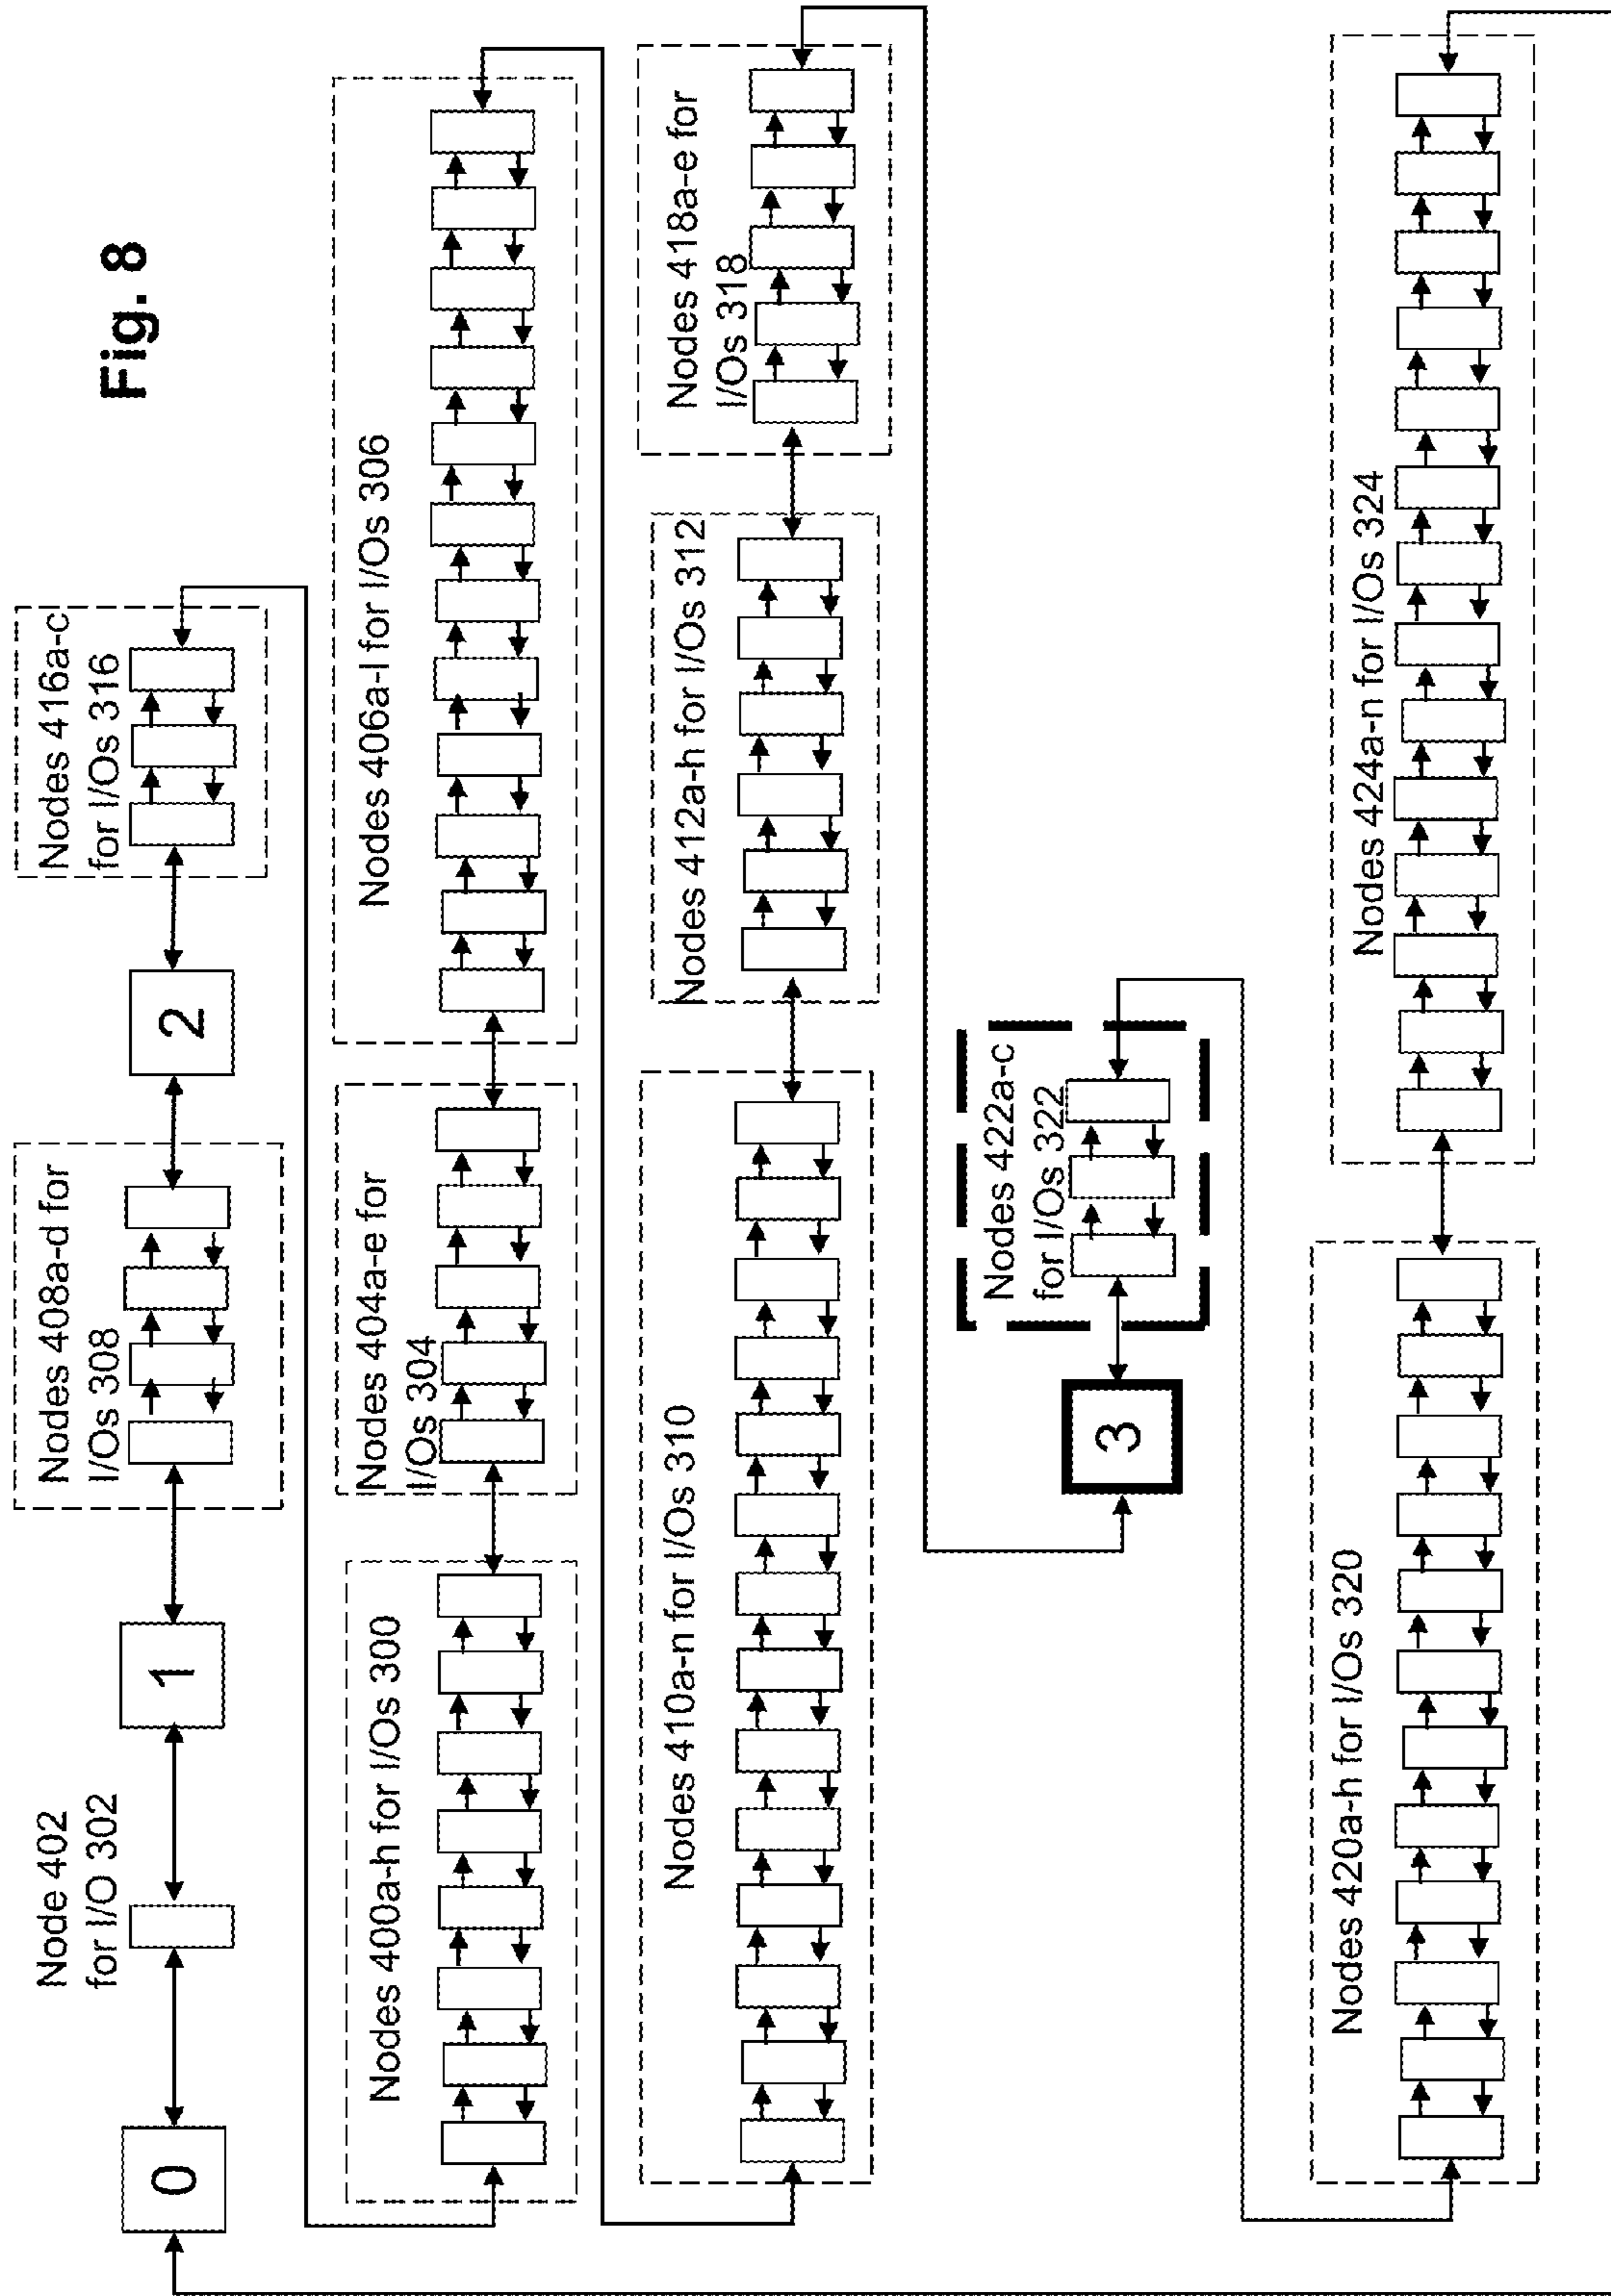 Fig. 8
0
Node 402
for I/O 302
1
Nodes 408a-d for
I/Os 308
2
Nodes 416a-c
for I/Os 316
Nodes 400a-h for I/Os 300
Nodes 404a-e for
I/Os 304
Nodes 406a-l for I/Os 306
Nodes 410a-n for I/Os 310
Nodes 412a-h for I/Os 312
Nodes 418a-e for
I/Os 318
3
Nodes 422a-c
for I/Os 322
Nodes 420a-h for I/Os 320
Nodes 424a-n for I/Os 324